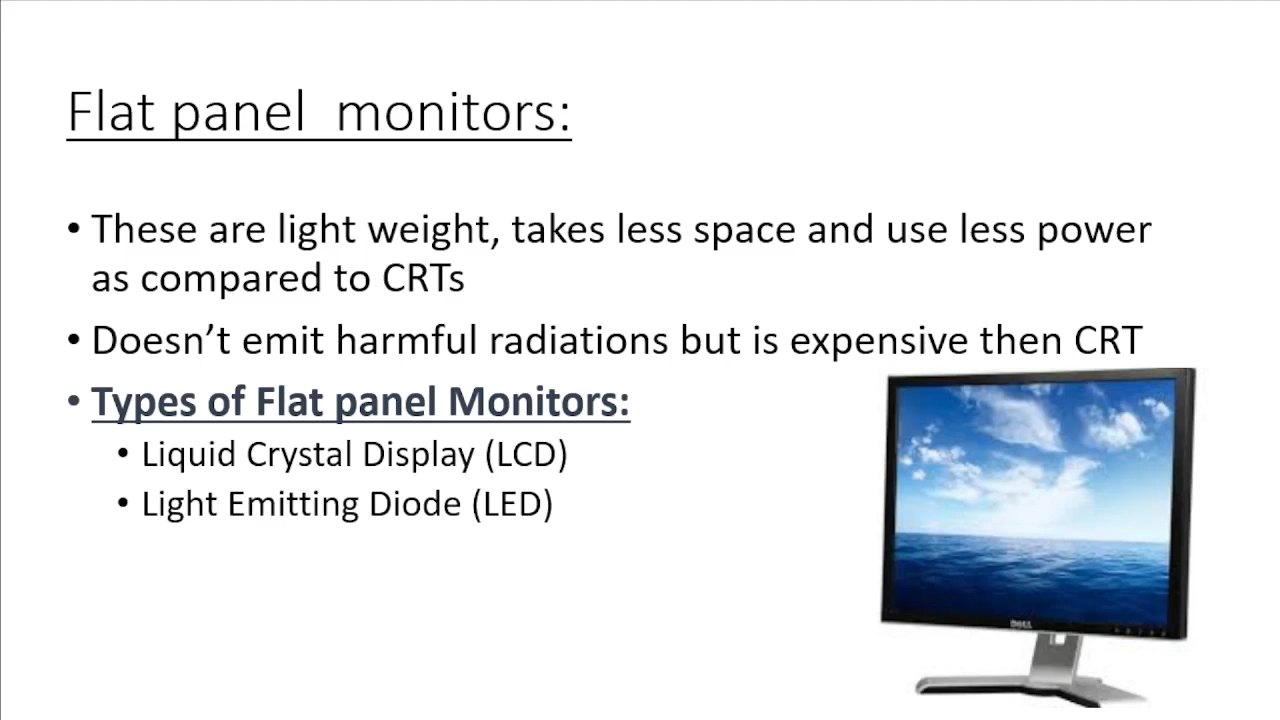 Flat panel  monitors:
• These are light weight, takes less space and use less power
as compared to CRTs
• Doesn’t emit harmful radiations but is expensive then CRT
• Types of Flat panel Monitors:
• Liquid Crystal Display (LCD)
• Light Emitting Diode (LED)
DELL